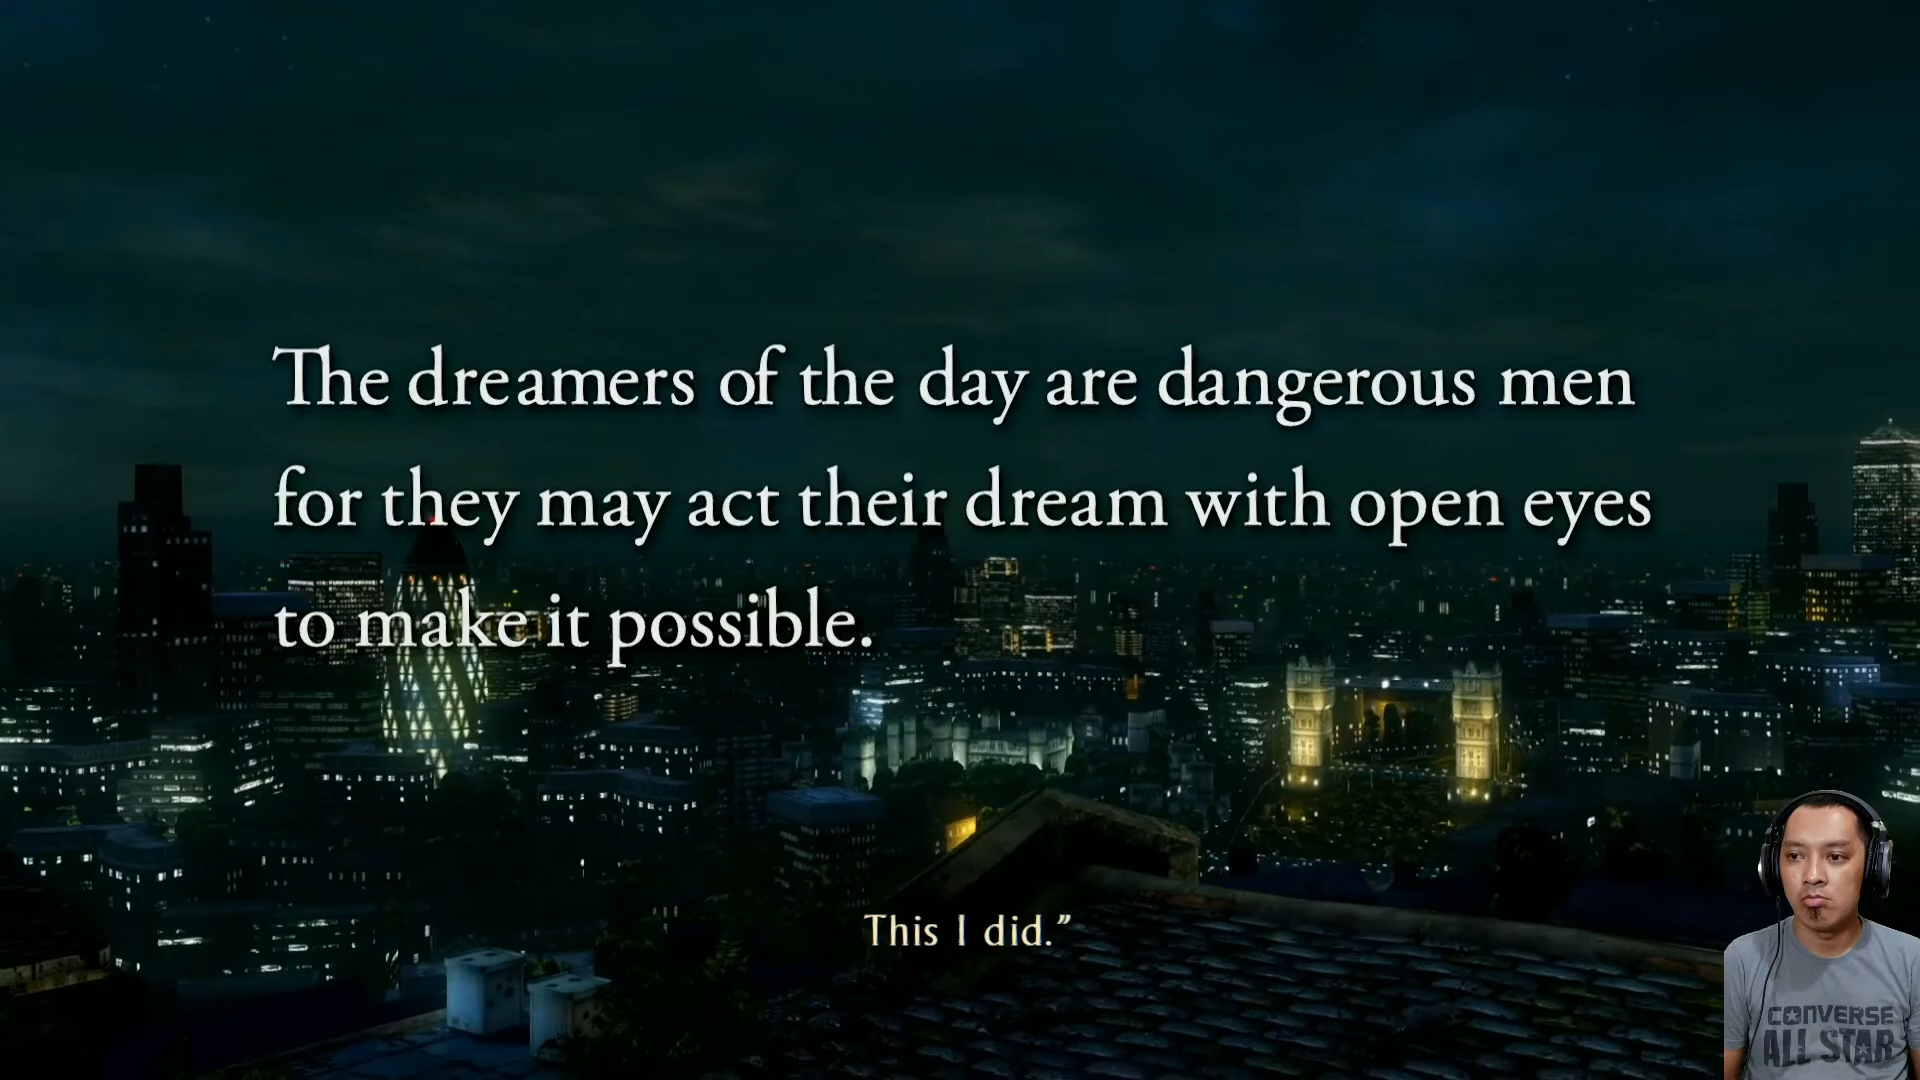 The dreamers of the day are dangerous men
for they may act their dream with open eyes
to make it possible.
This I did.”
CONVERSE
ALL STAR